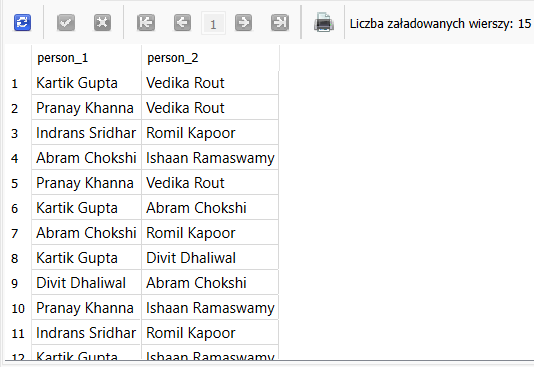 1 Liczba załadowanych wierszy: 15
person_1 person_2
1 Kartik Gupta Vedika Rout
2 Pranay Khanna Vedika Rout
3 Indrans Sridhar Romil Kapoor
4 Abram Chokshi Ishaan Ramaswamy
5 Pranay Khanna Vedika Rout
6 Kartik Gupta Abram Chokshi
7 Abram Chokshi Romil Kapoor
8 Kartik Gupta Divit Dhaliwal
9 Divit Dhaliwal Abram Chokshi
10 Pranay Khanna Ishaan Ramaswamy
11 Indrans Sridhar Romil Kapoor
12 Kartik Gupta Ishaan Ramaswamy